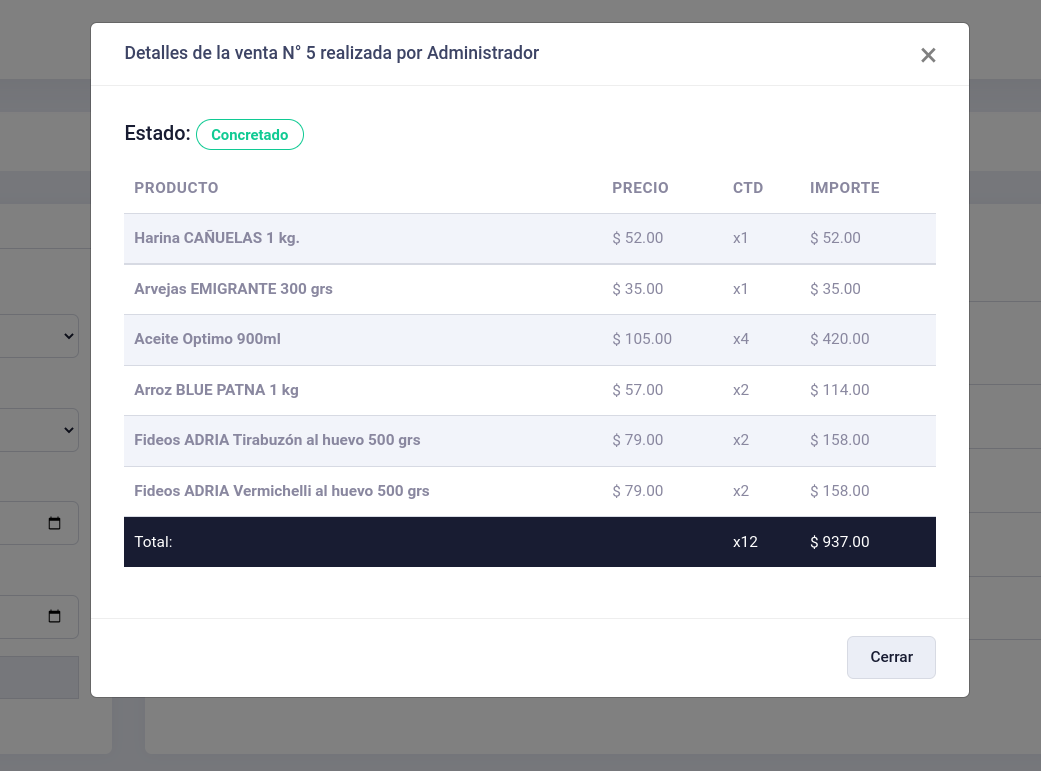 Detalles de la venta N° 5 realizada por Administrador ×
Estado: Concretado
PRODUCTO PRECIO CTD IMPORTE
Harina CAÑUELAS 1 kg. $ 52.00 x1 $ 52.00
Arvejas EMIGRANTE 300 grs $ 35.00 x1 $ 35.00
Aceite Optimo 900ml $ 105.00 x4 $ 420.00
Arroz BLUE PATNA 1 kg $ 57.00 x2 $ 114.00
Fideos ADRIA Tirabuzón al huevo 500 grs $ 79.00 x2 $ 158.00
Fideos ADRIA Vermichelli al huevo 500 grs $ 79.00 x2 $ 158.00
Total: x12 $ 937.00
Cerrar